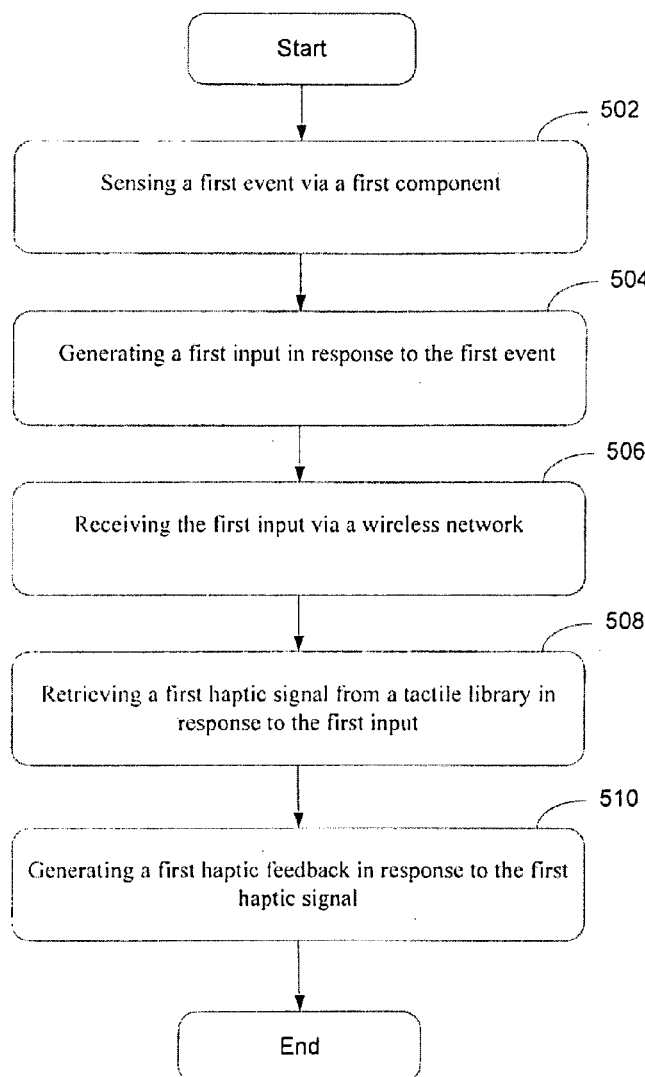 Start
502
Sensing a first event via a first component
504
Generating a first input in response to the first event
506
Receiving the first input via a wireless network
508
Retrieving a first haptic signal from a tactile library in
response to the first input
510
Generating a first haptic feedback in response to the first
haptic signal
End